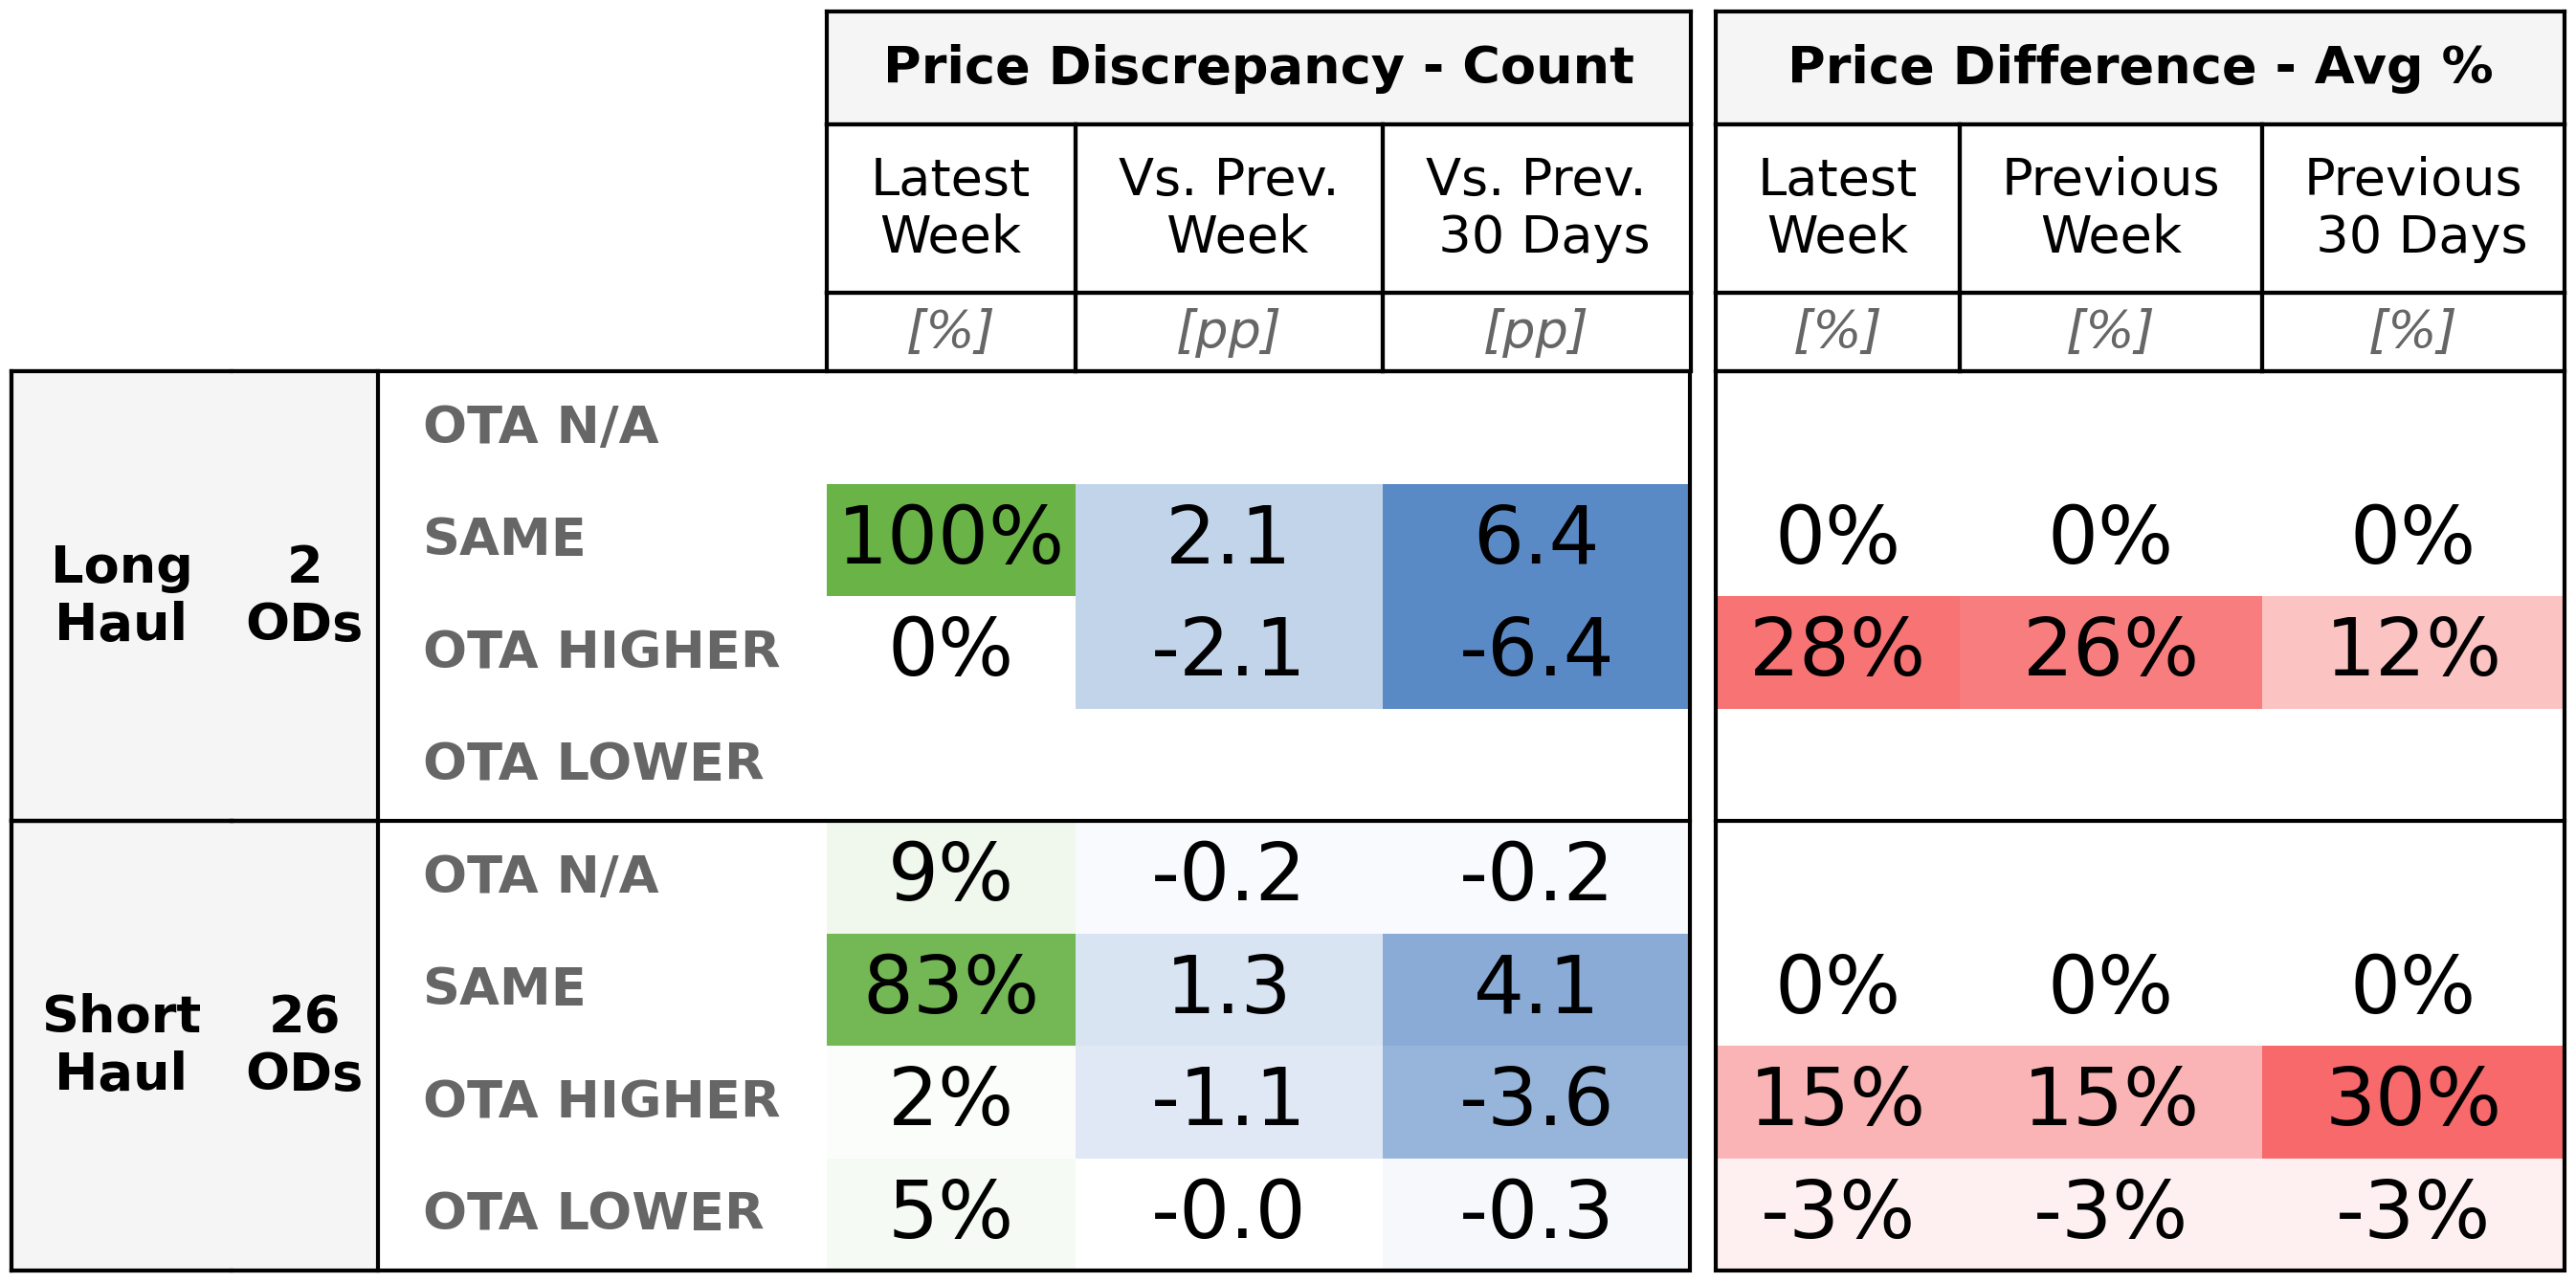 Price Discrepancy - Count Price Difference - Avg %
Latest Week Vs. Prev. Week Vs. Prev. 30 Days Latest Week Previous Week Previous 30 Days
[%] [pp] [pp] [%] [%] [%]
Long Haul 2 ODs
OTA N/A
SAME 100% 2.1 6.4 0% 0% 0%
OTA HIGHER 0% -2.1 -6.4 28% 26% 12%
OTA LOWER
Short Haul 26 ODs
OTA N/A 9% -0.2 -0.2
SAME 83% 1.3 4.1 0% 0% 0%
OTA HIGHER 2% -1.1 -3.6 15% 15% 30%
OTA LOWER 5% -0.0 -0.3 -3% -3% -3%